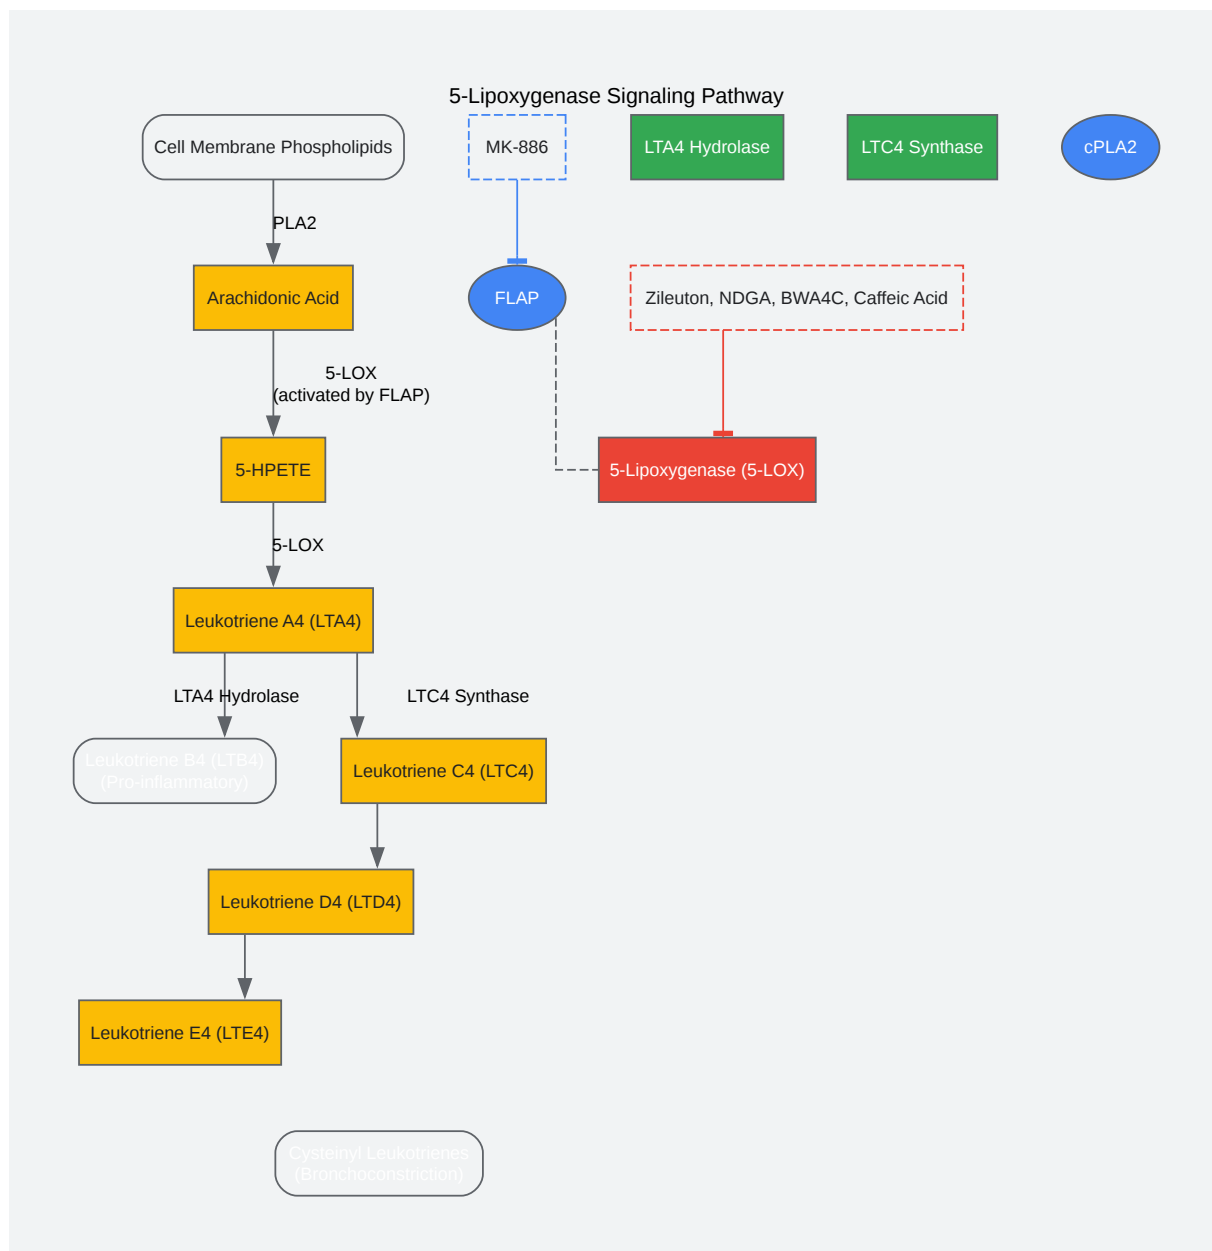 5-Lipoxygenase Signaling Pathway
Cell Membrane Phospholipids
MK-886
LTA4 Hydrolase
LTC4 Synthase
cPLA2
PLA2
Arachidonic Acid
FLAP
Zileuton, NDGA, BWA4C, Caffeic Acid
5-LOX
(activated by FLAP)
5-HPETE
5-Lipoxygenase (5-LOX)
5-LOX
Leukotriene A4 (LTA4)
LTA4 Hydrolase
LTC4 Synthase
Leukotriene B4 (LTB4)
(Pro-inflammatory)
Leukotriene C4 (LTC4)
Leukotriene D4 (LTD4)
Leukotriene E4 (LTE4)
Cysteinyl Leukotrienes
(Bronchoconstriction)